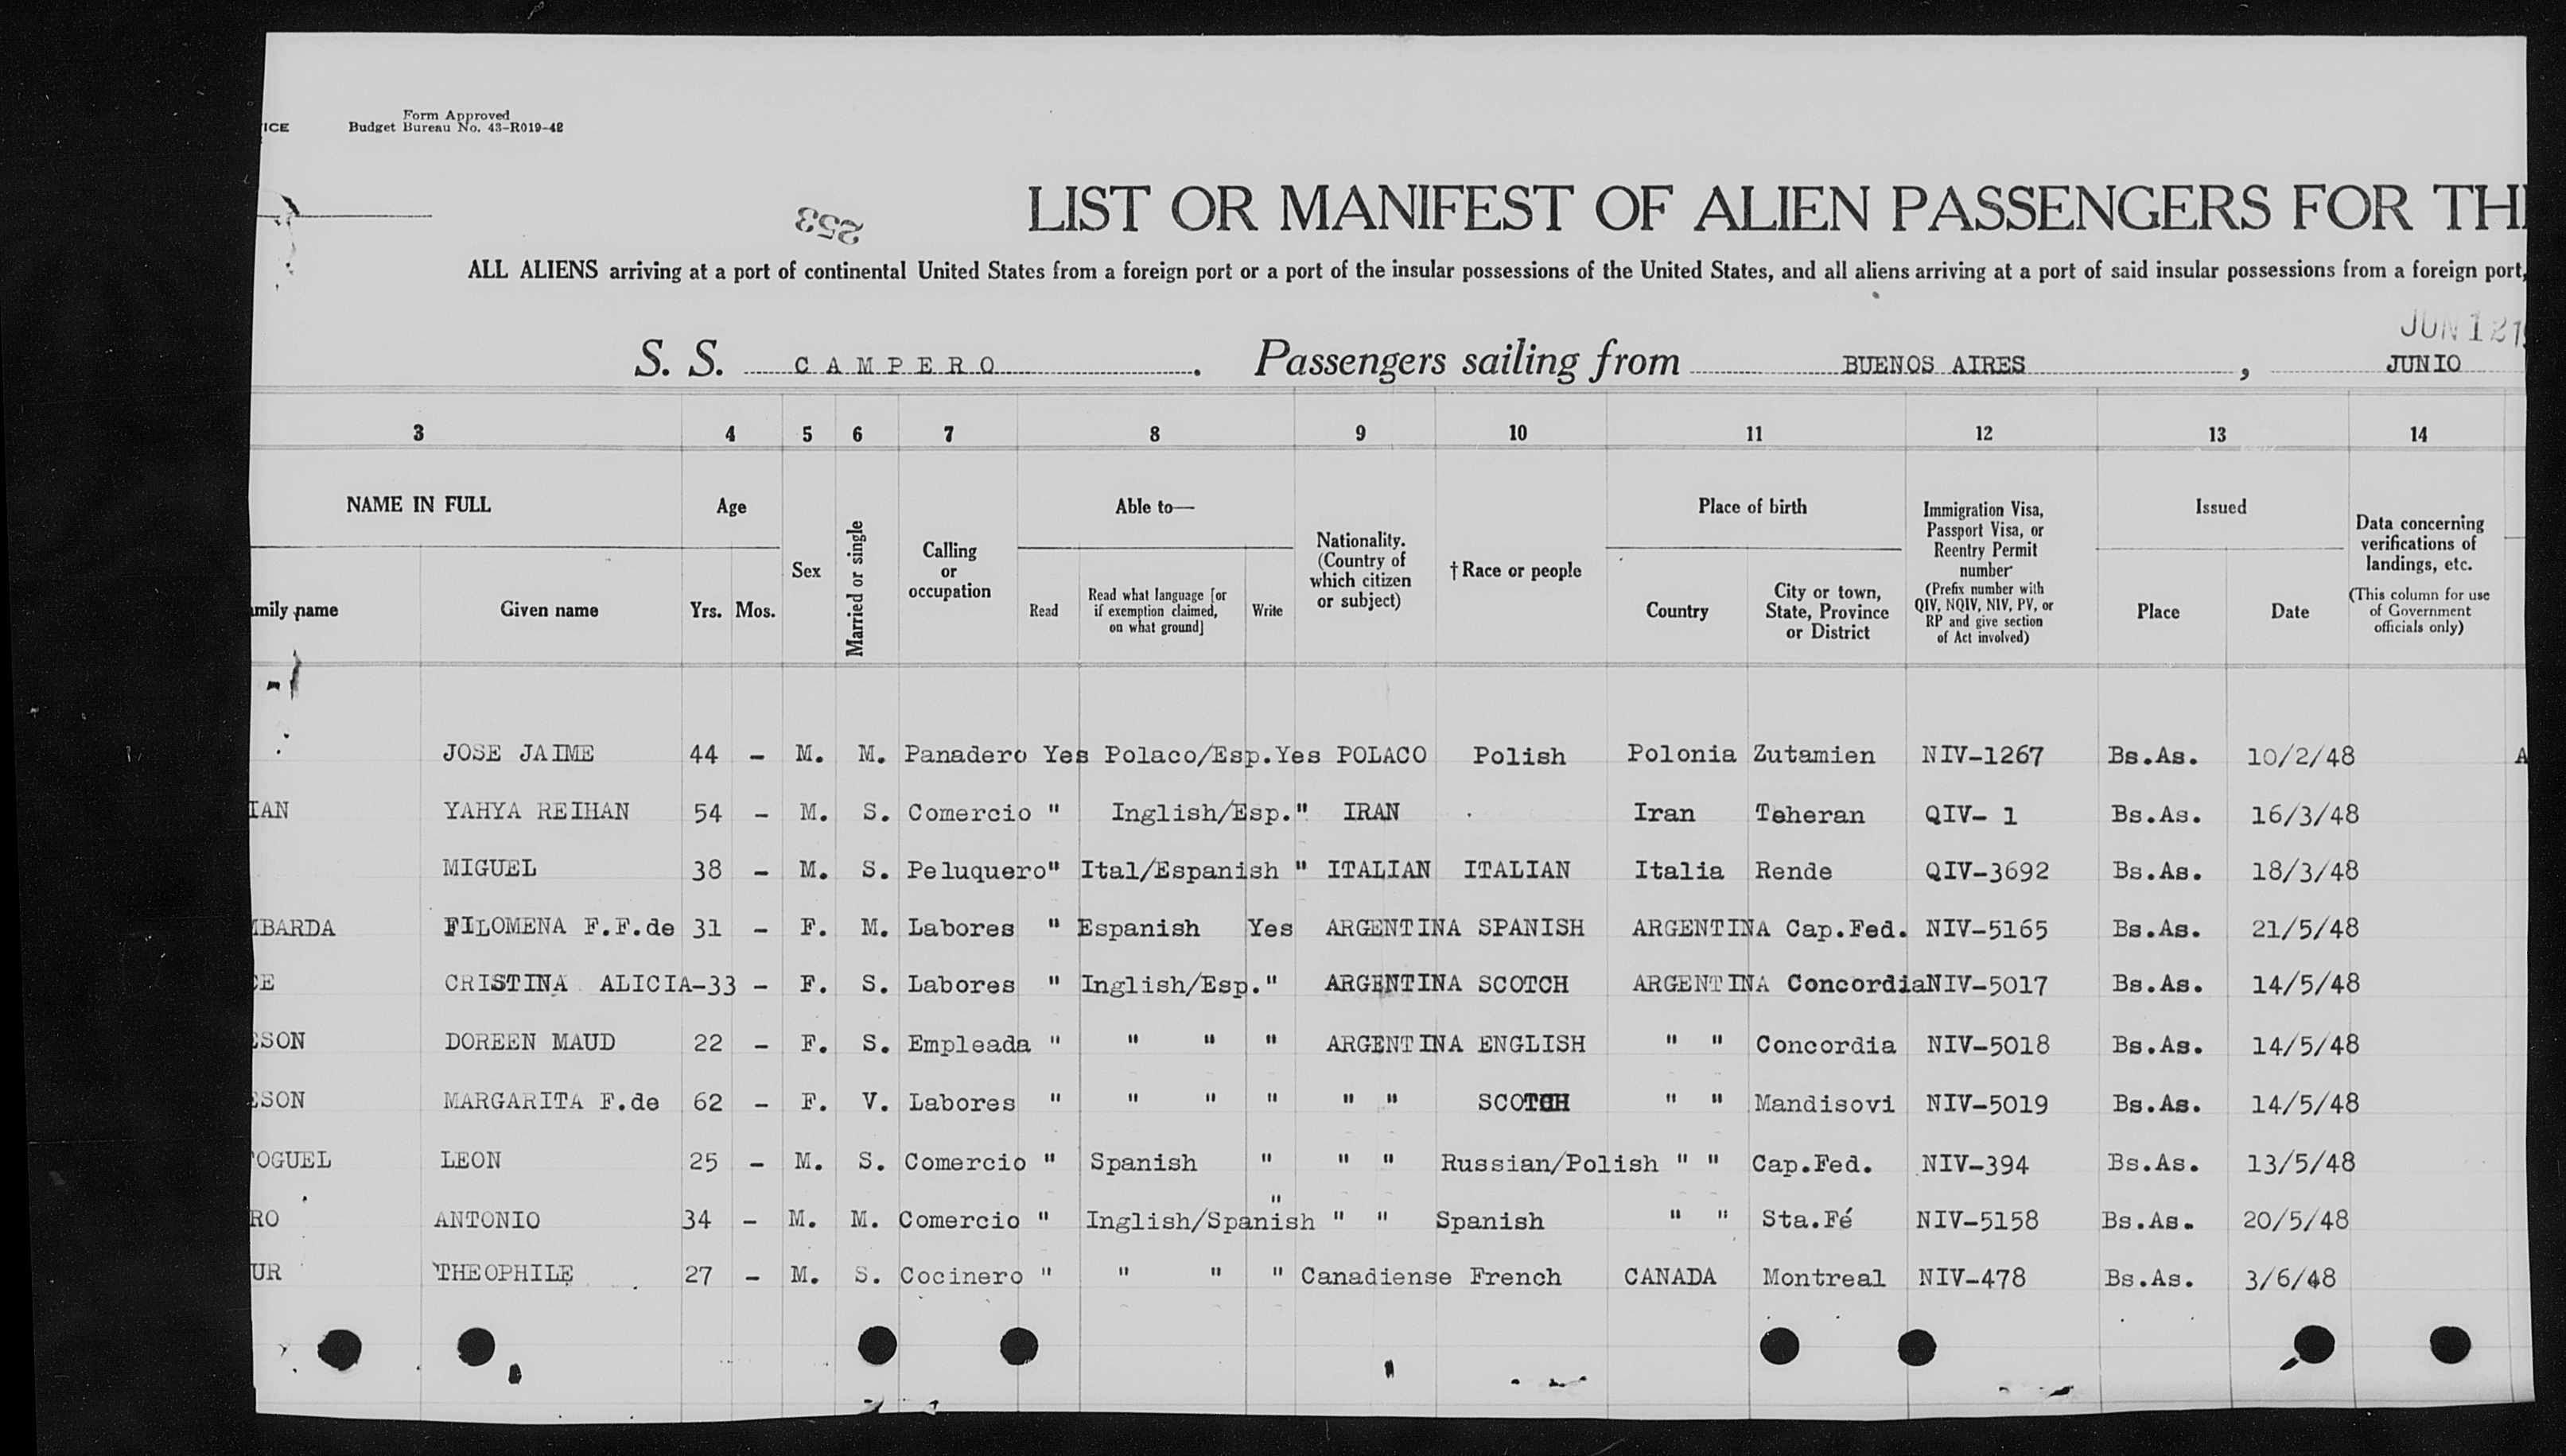 ICE
Form Approved
Budget Bureau No. 43-R019-42
253
LIST OR MANIFEST OF ALIEN PASSENGERS FOR TH
ALL ALIENS arriving at a port of continental United States from a foreign port or a port of the insular possessions of the United States, and all aliens arriving at a port of said insular possessions from a foreign port,
JUN 12 1
S. S. CAMPERO. Passengers sailing from BUENOS AIRES, JUNIO
3 4 5 6 7 8 9 10 11 12 13 14
NAME IN FULL
mily name
Given name
Age
Yrs. Mos.
Sex
Married or single
Calling
or
occupation
Able to—
Read
Read what language [or
if exemption claimed,
on what ground]
Write
Nationality.
(Country of
which citizen
or subject)
†Race or people
Place of birth
Country
City or town,
State, Province
or District
Immigration Visa,
Passport Visa, or
Reentry Permit
number
(Prefix number with
QIV, NQIV, NIV, PV, or
RP and give section
of Act involved)
Issued
Place
Date
Data concerning
verifications of
landings, etc.
(This column for use
of Government
officials only)
JOSE JAIME 44 - M. M. Panadero Yes Polaco/Esp.Yes POLACO Polish Polonia Zutamien NIV-1267 Bs.As. 10/2/48 A
IAN YAHYA REIHAN 54 - M. S. Comercio " Inglish/Esp." IRAN Iran Teheran QIV- 1 Bs.As. 16/3/48
MIGUEL 38 - M. S. Peluquero" Ital/Espanish " ITALIAN ITALIAN Italia Rende QIV-3692 Bs.As. 18/3/48
MBARDA FILOMENA F.F.de 31 - F. M. Labores " Espanish Yes ARGENTINA SPANISH ARGENTINA Cap.Fed. NIV-5165 Bs.As. 21/5/48
CE CRISTINA ALICIA-33 - F. S. Labores " Inglish/Esp." ARGENTINA SCOTCH ARGENTINA Concordia NIV-5017 Bs.As. 14/5/48
SON DOREEN MAUD 22 - F. S. Empleada " " " " ARGENTINA ENGLISH " " Concordia NIV-5018 Bs.As. 14/5/48
SON MARGARITA F.de 62 - F. V. Labores " " " " " " SCOTCH " " Mandisovi NIV-5019 Bs.As. 14/5/48
OGUEL LEON 25 - M. S. Comercio " Spanish " " " Russian/Polish " " Cap.Fed. NIV-394 Bs.As. 13/5/48
RO ANTONIO 34 - M. M. Comercio " Inglish/Spanish " " " Spanish " " Sta.Fé NIV-5158 Bs.As. 20/5/48
UR THEOPHILE 27 - M. S. Cocinero " " " " Canadiense French CANADA Montreal NIV-478 Bs.As. 3/6/48